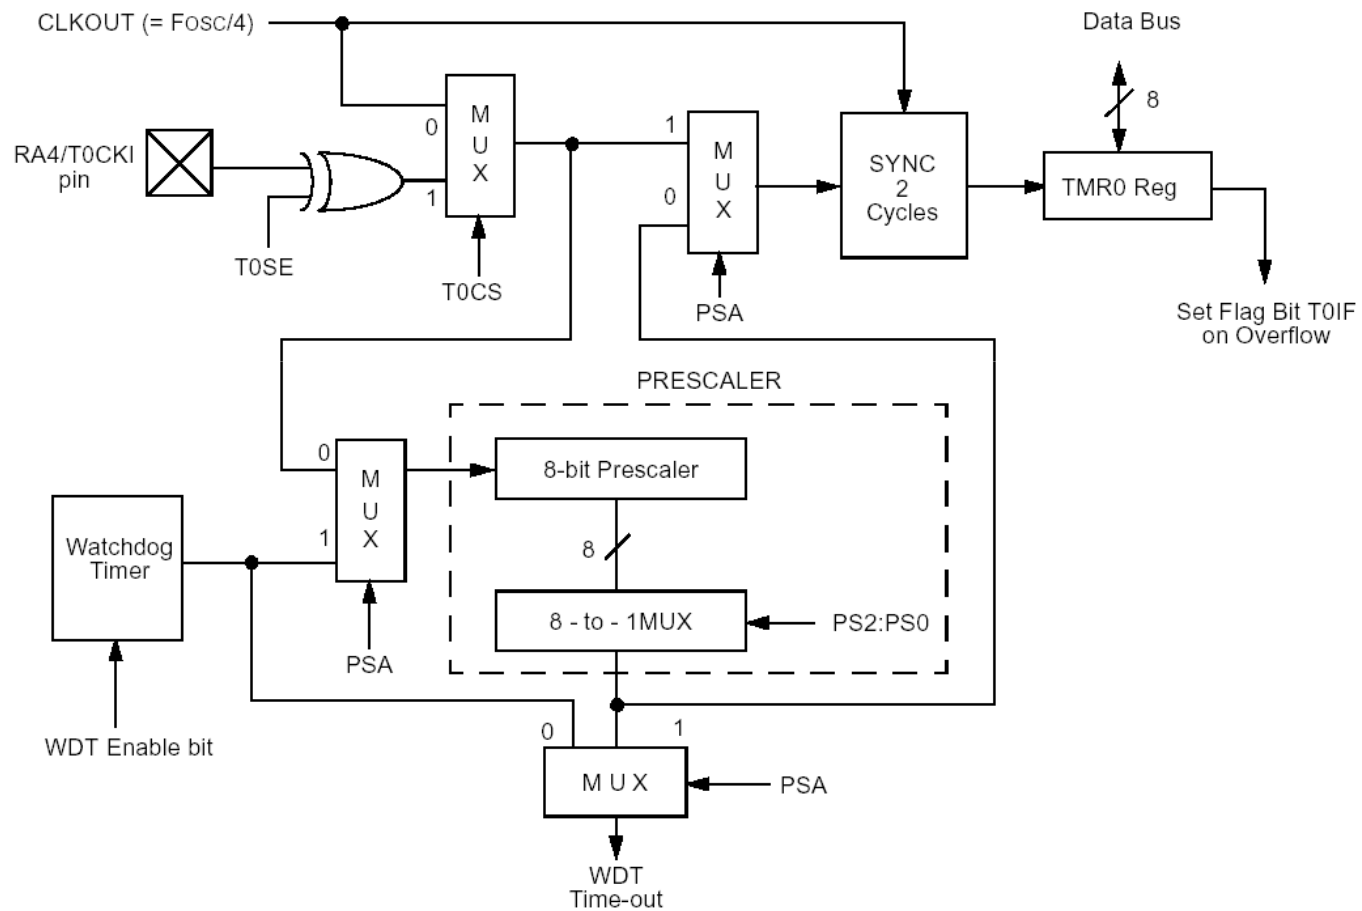 CLKOUT (= FOSC/4)
Data Bus
8
M
U
X
0
1
RA4/T0CKI
pin
T0SE
T0CS
1
0
M
U
X
PSA
SYNC
2
Cycles
TMR0 Reg
Set Flag Bit T0IF
on Overflow
PRESCALER
0
1
M
U
X
8-bit Prescaler
8
8 - to - 1MUX
PS2:PS0
Watchdog
Timer
PSA
WDT Enable bit
0
1
M U X
PSA
WDT
Time-out